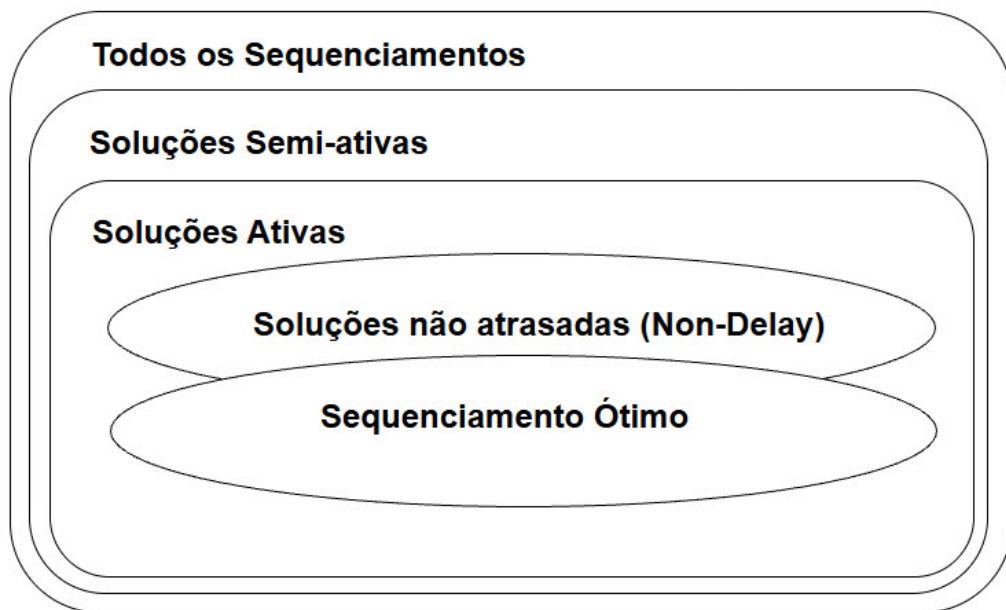 Todos os Sequenciamentos
Soluções Semi-ativas
Soluções Ativas
Soluções não atrasadas (Non-Delay)
Sequenciamento Ótimo